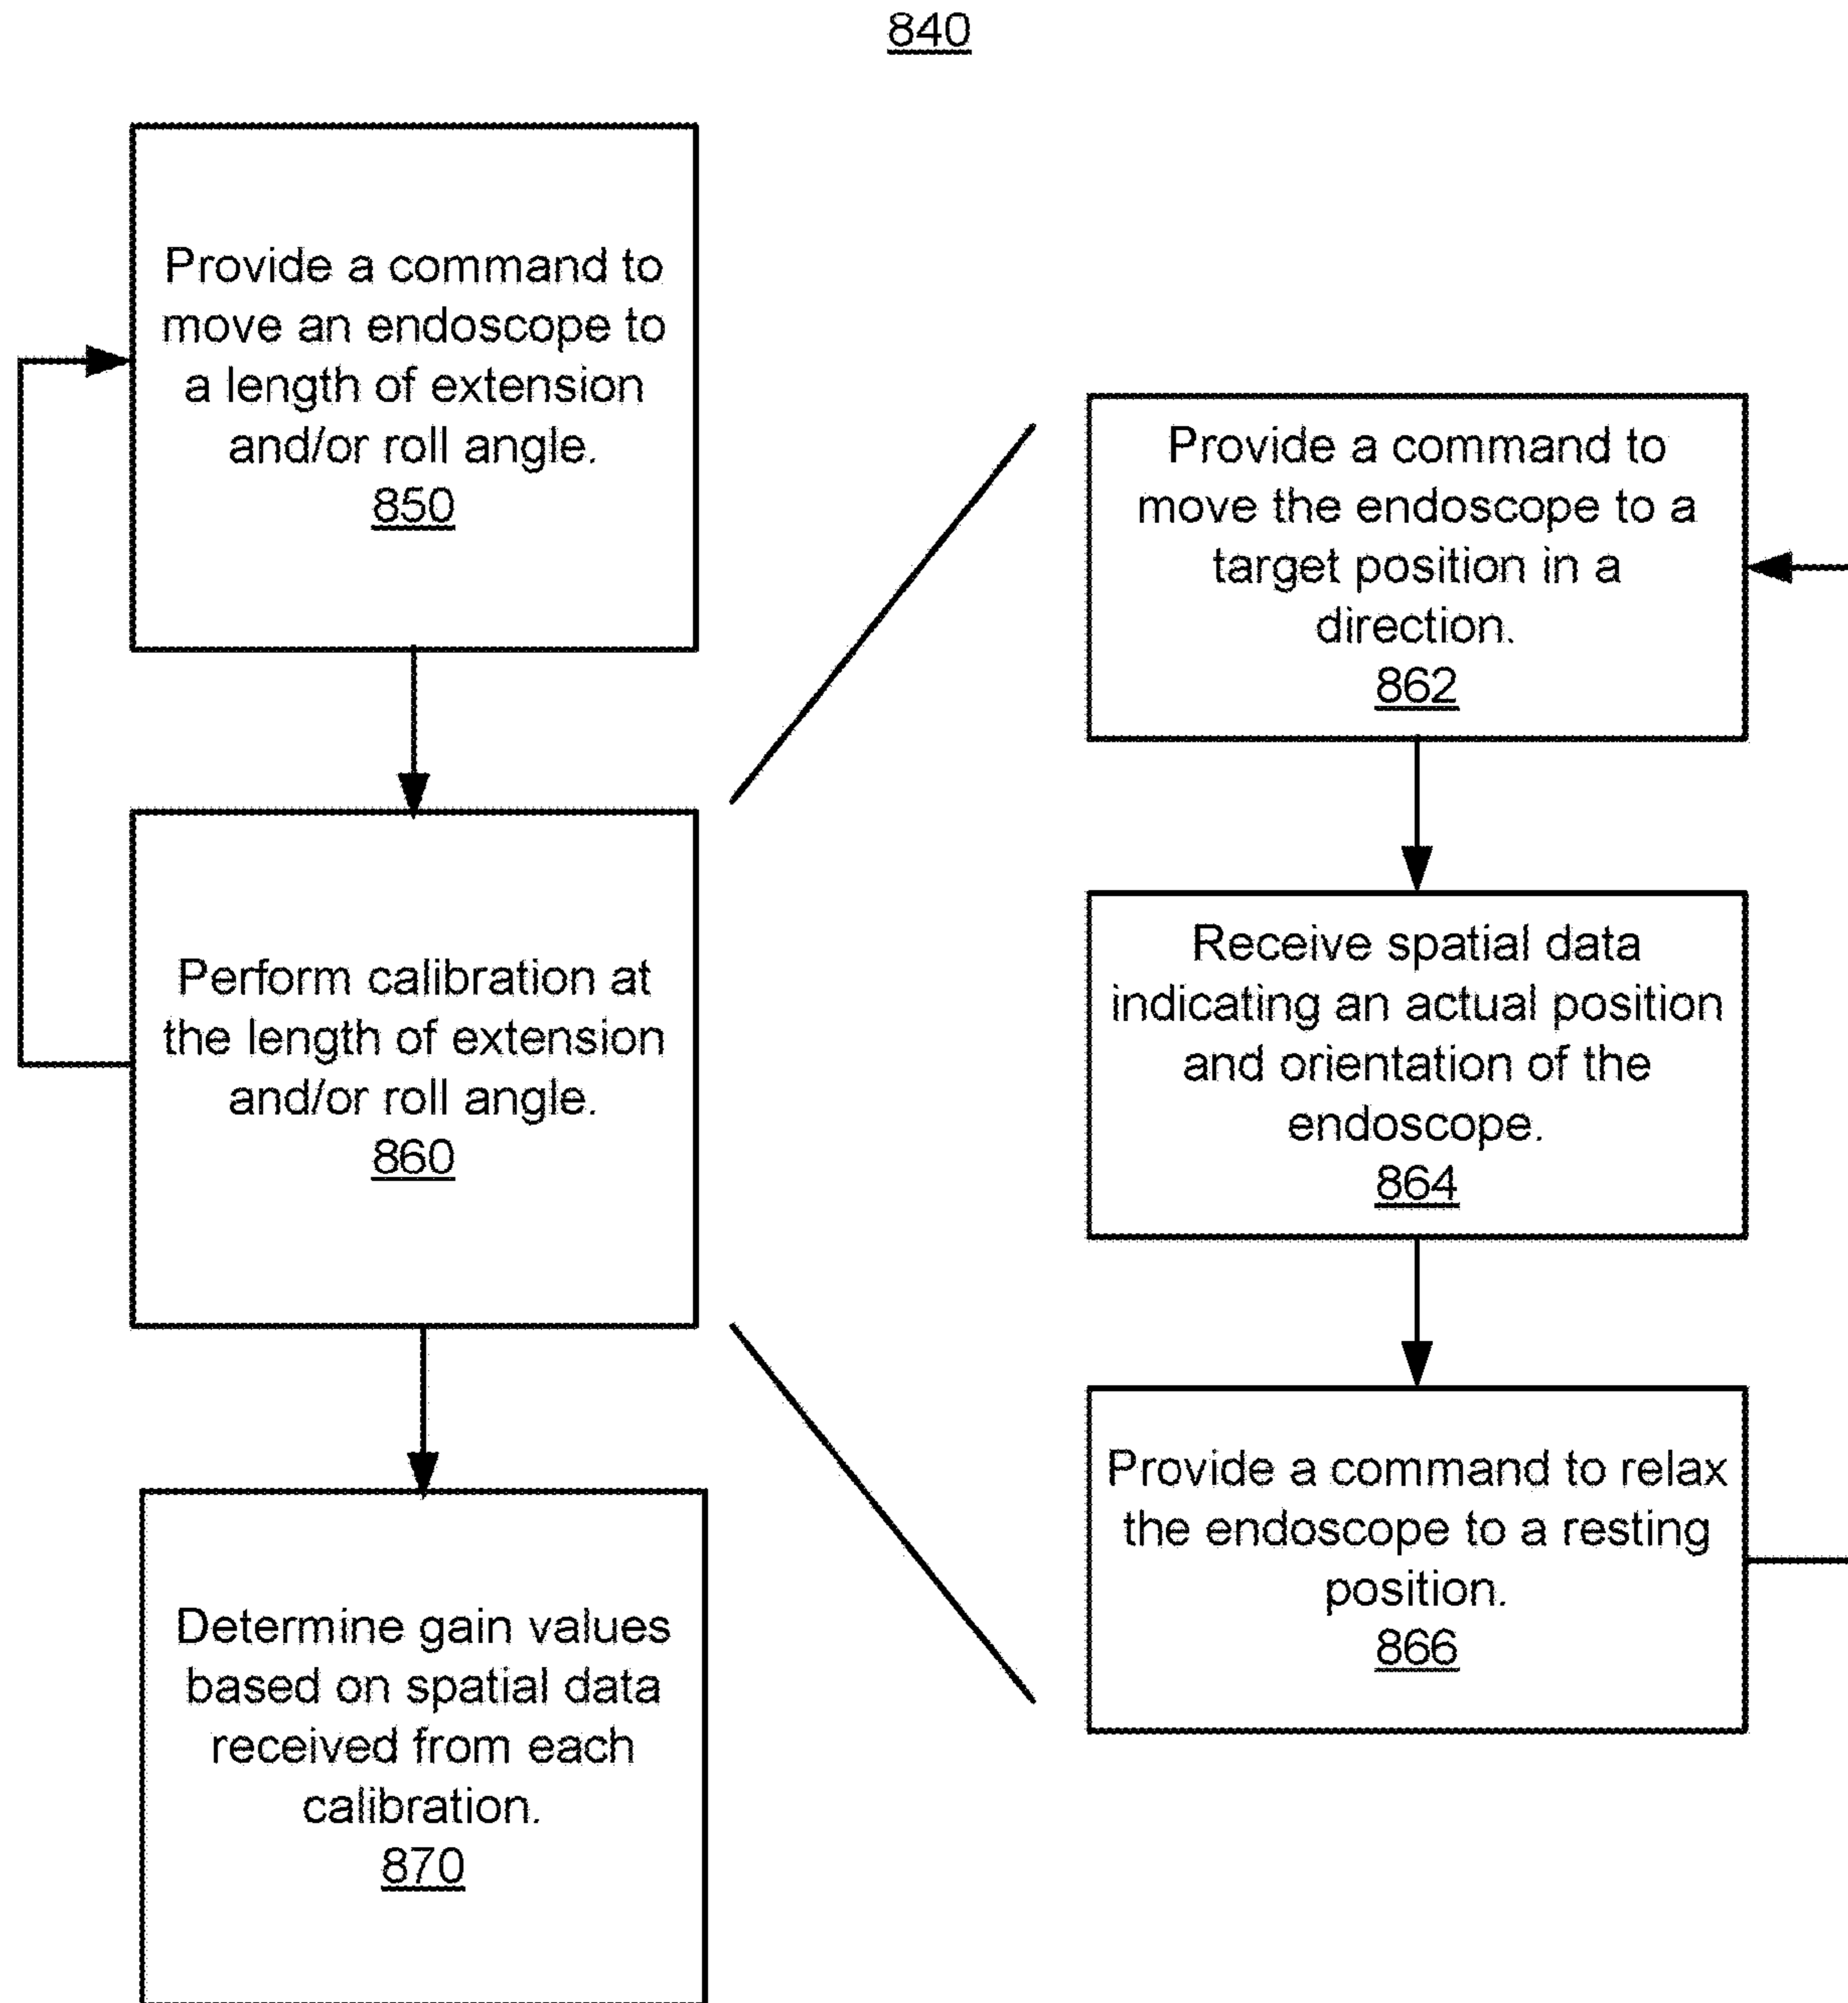 840
Provide a command to
move an endoscope to
a length of extension
and/or roll angle.
850
Perform calibration at
the length of extension
and/or roll angle.
860
Determine gain values
based on spatial data
received from each
calibration.
870
Provide a command to
move the endoscope to a
target position in a
direction.
862
Receive spatial data
indicating an actual position
and orientation of the
endoscope.
864
Provide a command to relax
the endoscope to a resting
position.
866